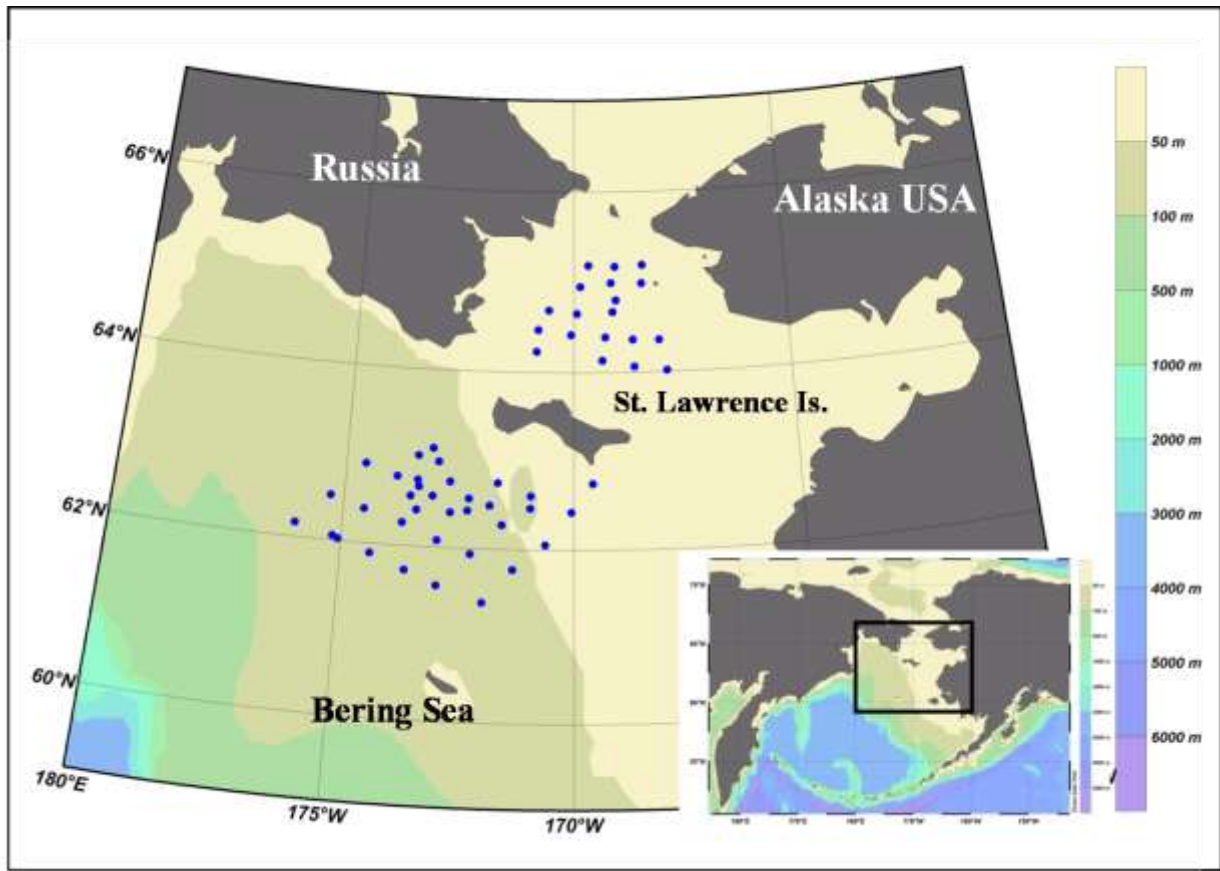 66°N
Russia
Alaska USA
64°N
St. Lawrence Is.
62°N
60°N
Bering Sea
180°E
175°W
170°W
50 m
100 m
500 m
1000 m
2000 m
3000 m
4000 m
5000 m
6000 m